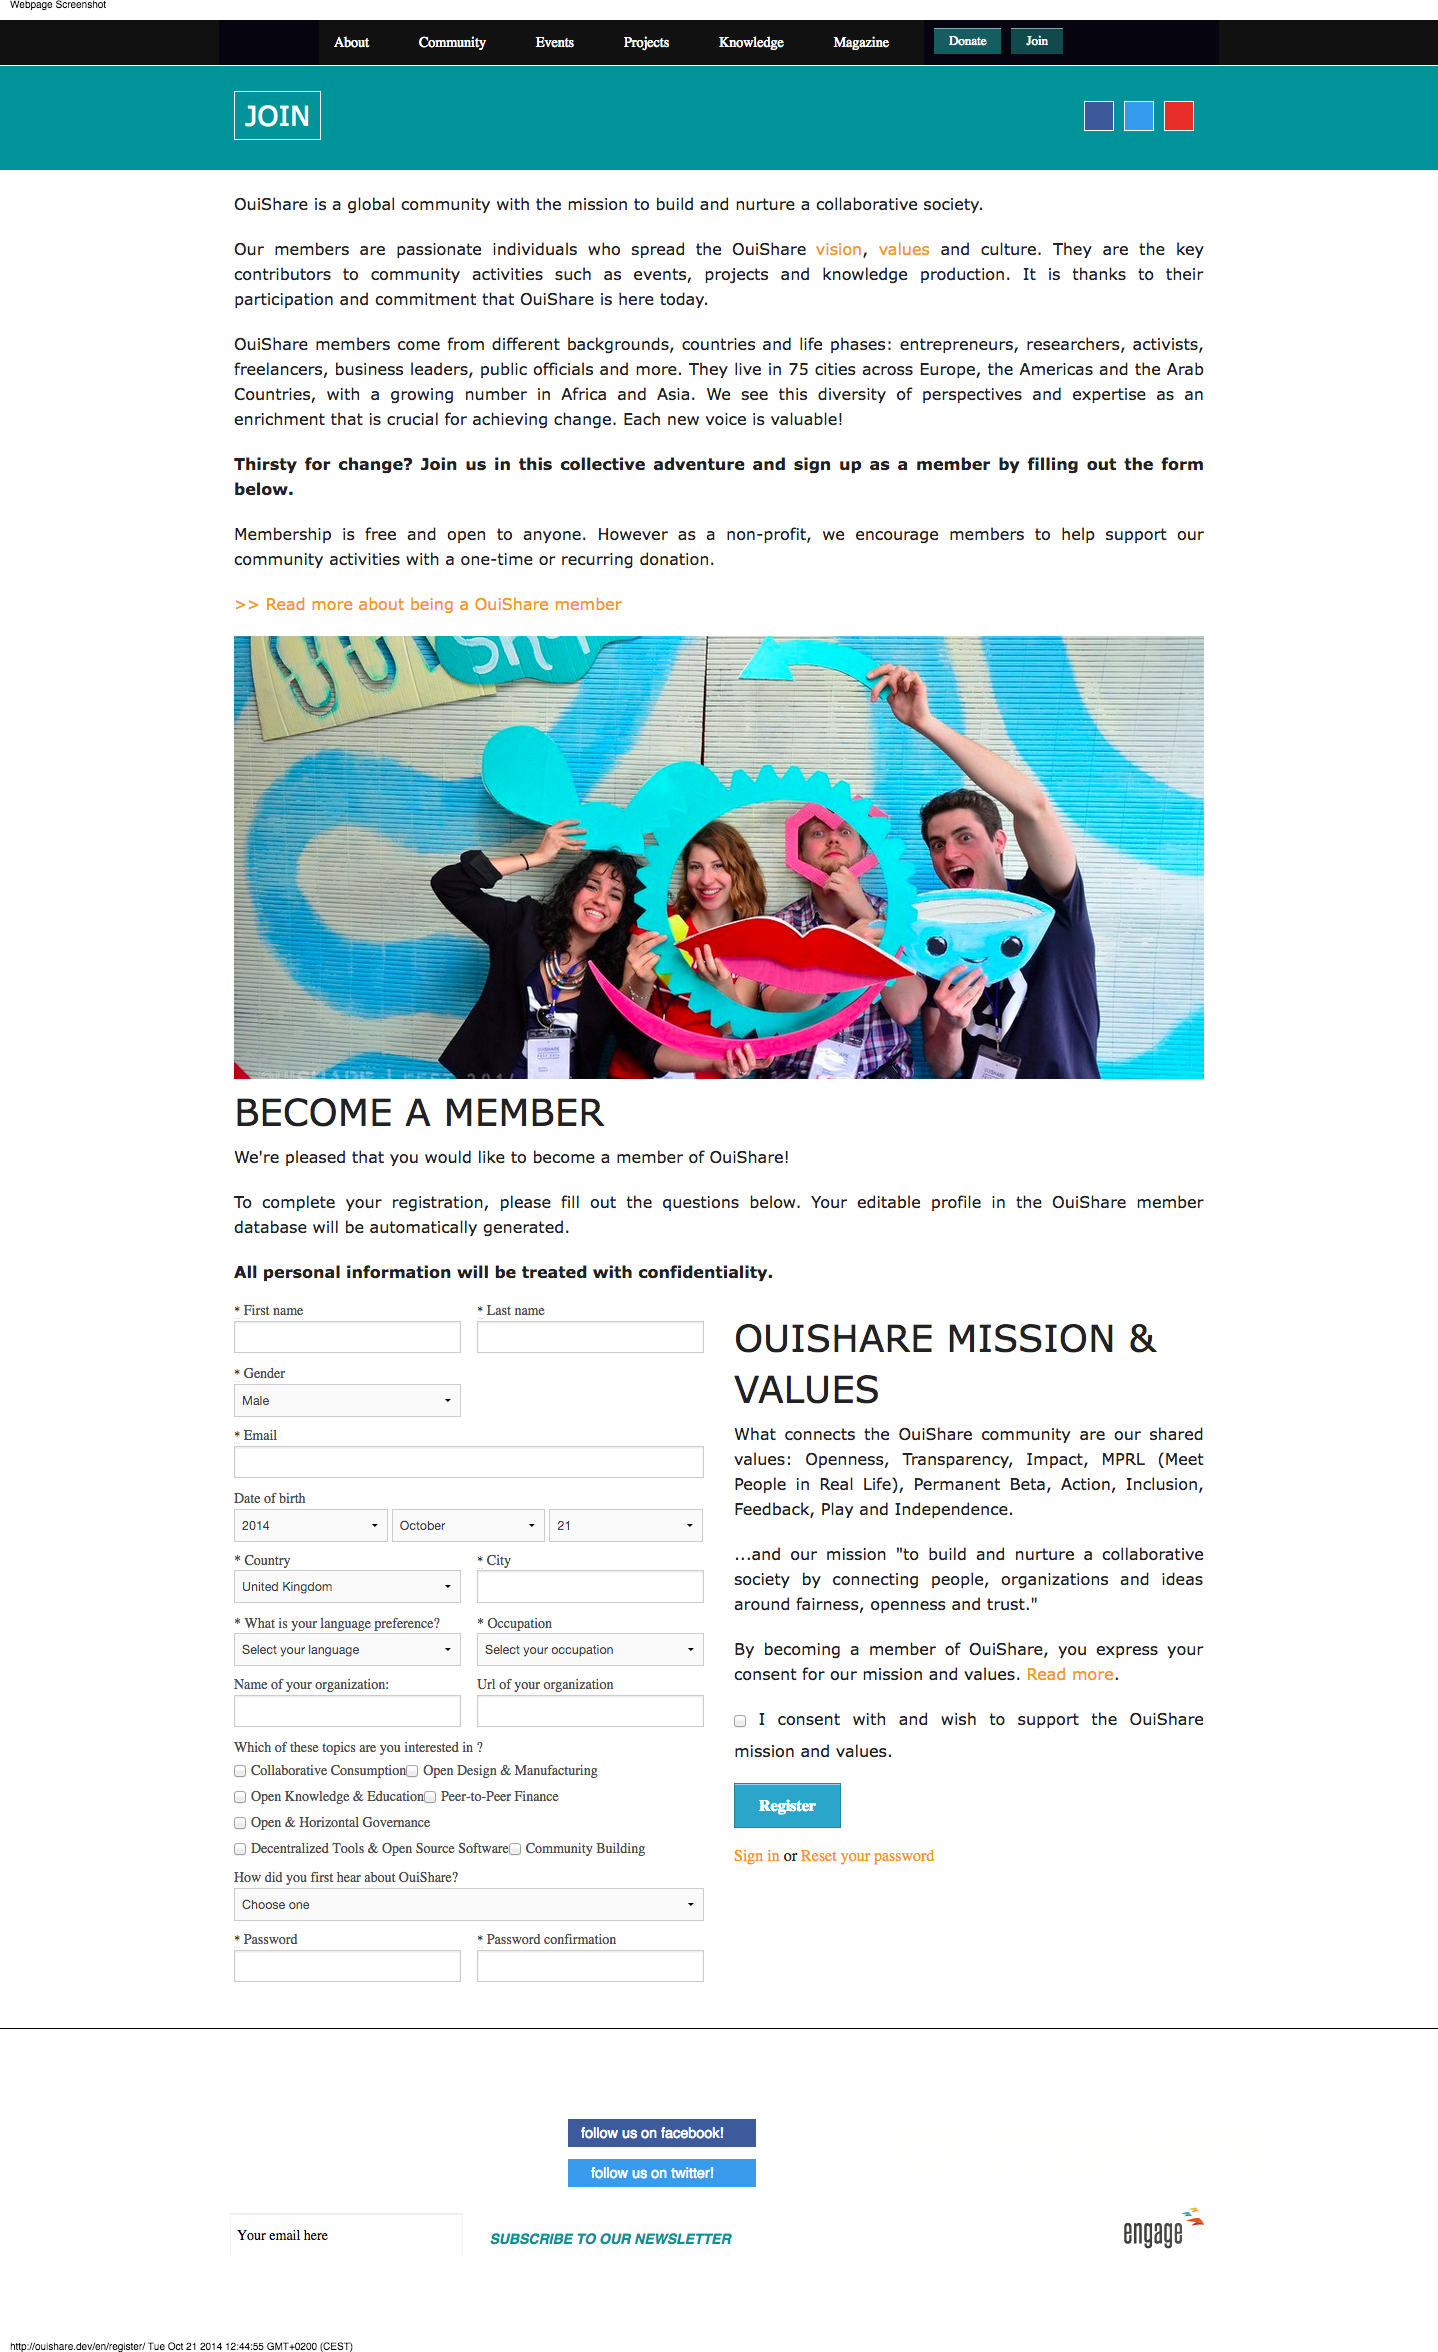 Webpage Screenshot
About Community Events Projects Knowledge Magazine Donate Join
JOIN
OuiShare is a global community with the mission to build and nurture a collaborative society.
Our members are passionate individuals who spread the OuiShare vision, values and culture. They are the key
contributors to community activities such as events, projects and knowledge production. It is thanks to their
participation and commitment that OuiShare is here today.
OuiShare members come from different backgrounds, countries and life phases: entrepreneurs, researchers, activists,
freelancers, business leaders, public officials and more. They live in 75 cities across Europe, the Americas and the Arab
Countries, with a growing number in Africa and Asia. We see this diversity of perspectives and expertise as an
enrichment that is crucial for achieving change. Each new voice is valuable!
Thirsty for change? Join us in this collective adventure and sign up as a member by filling out the form
below.
Membership is free and open to anyone. However as a non-profit, we encourage members to help support our
community activities with a one-time or recurring donation.
>> Read more about being a OuiShare member
BECOME A MEMBER
We're pleased that you would like to become a member of OuiShare!
To complete your registration, please fill out the questions below. Your editable profile in the OuiShare member
database will be automatically generated.
All personal information will be treated with confidentiality.
* First name * Last name
* Gender
Male
* Email
Date of birth
2014 October 21
* Country * City
United Kingdom
* What is your language preference? * Occupation
Select your language Select your occupation
Name of your organization: Url of your organization
Which of these topics are you interested in ?
Collaborative Consumption Open Design & Manufacturing
Open Knowledge & Education Peer-to-Peer Finance
Open & Horizontal Governance
Decentralized Tools & Open Source Software Community Building
How did you first hear about OuiShare?
Choose one
* Password * Password confirmation
OUISHARE MISSION &
VALUES
What connects the OuiShare community are our shared
values: Openness, Transparency, Impact, MPRL (Meet
People in Real Life), Permanent Beta, Action, Inclusion,
Feedback, Play and Independence.
...and our mission "to build and nurture a collaborative
society by connecting people, organizations and ideas
around fairness, openness and trust."
By becoming a member of OuiShare, you express your
consent for our mission and values. Read more.
I consent with and wish to support the OuiShare
mission and values.
Register
Sign in or Reset your password
follow us on facebook!
follow us on twitter!
Your email here SUBSCRIBE TO OUR NEWSLETTER
engage
http://ouishare.dev/en/register/ Tue Oct 21 2014 12:44:55 GMT+0200 (CEST)